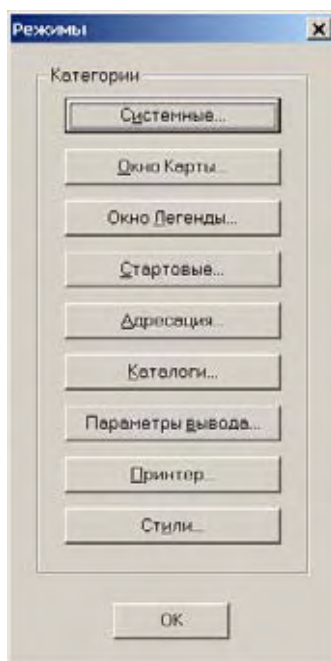 Режимы
Категории
Системные...
Окно Карты...
Окно Легенды...
Стартовые...
Адресация...
Каталоги...
Параметры вывода...
Принтер...
Стили...
OK